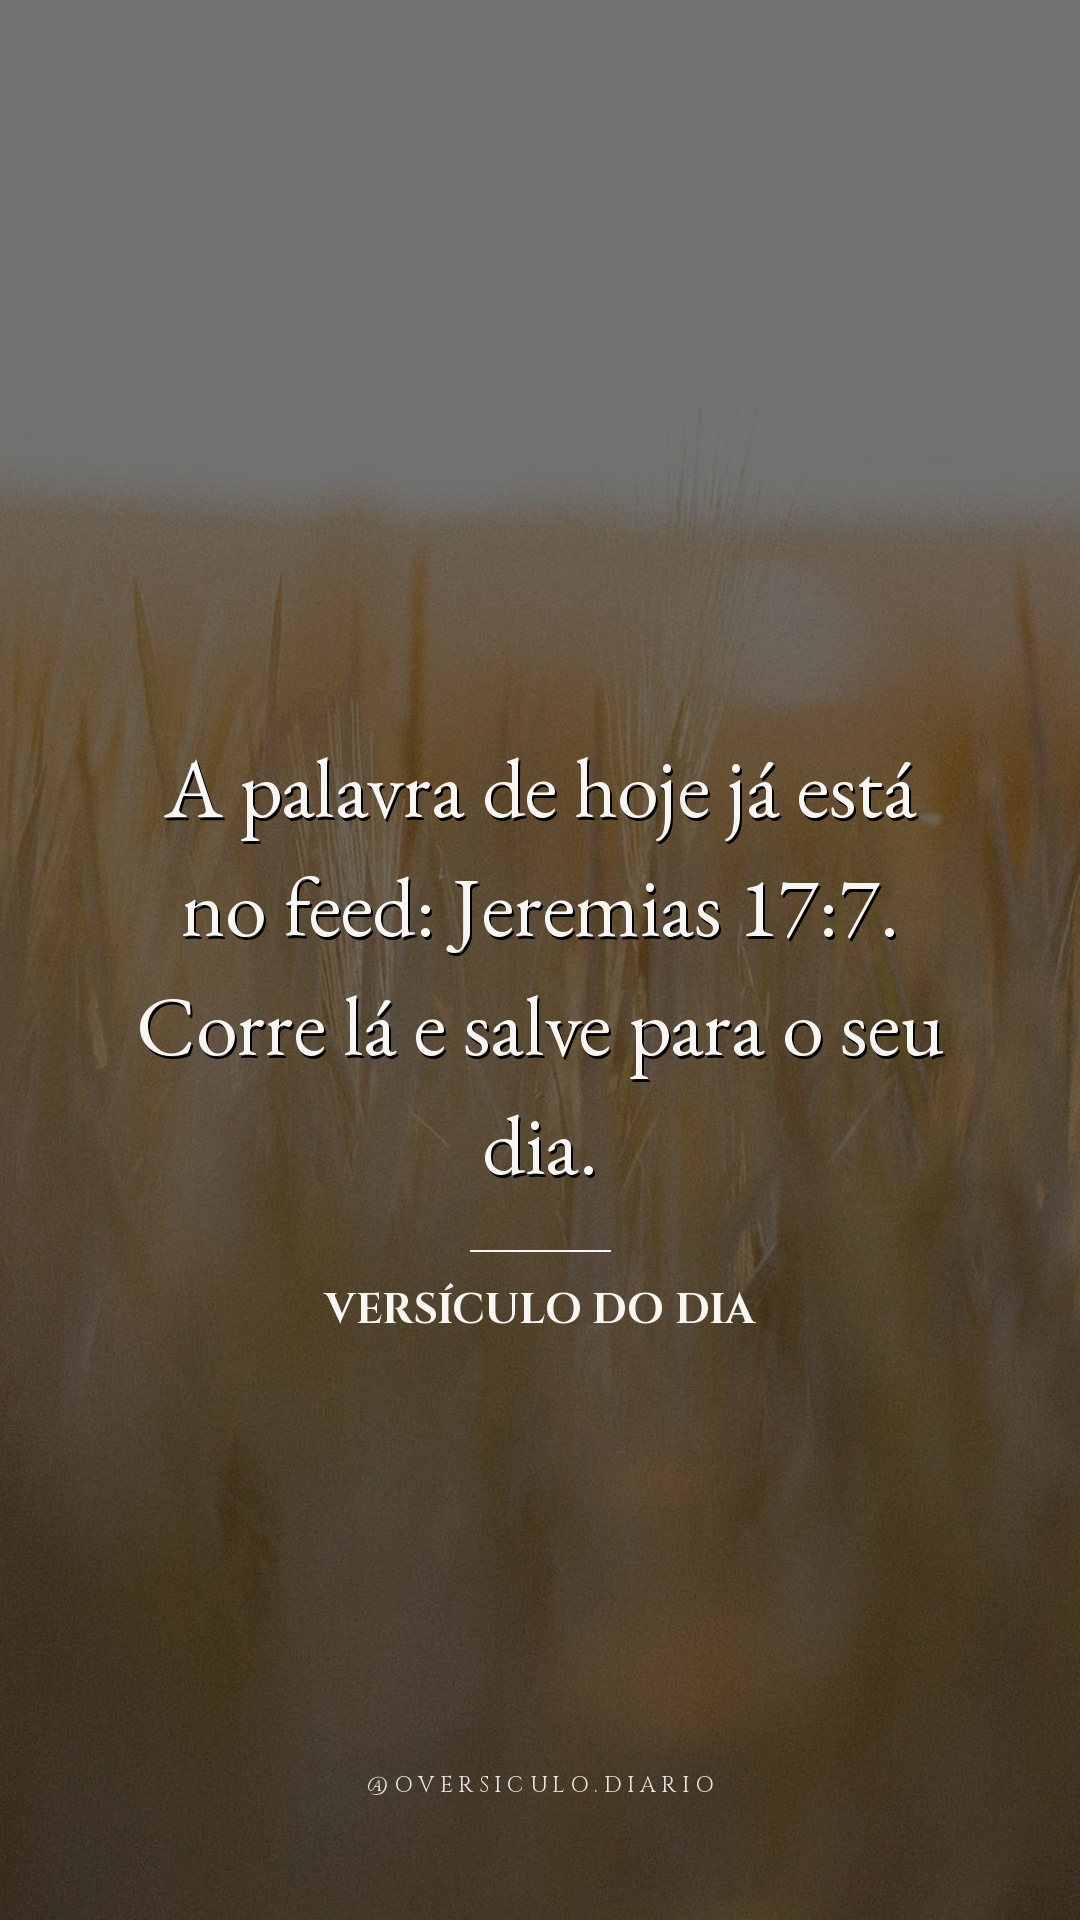 A palavra de hoje já está
no feed: Jeremias 17:7.
Corre lá e salve para o seu
dia.
VERSÍCULO DO DIA
@OVERSICULO.DIARIO